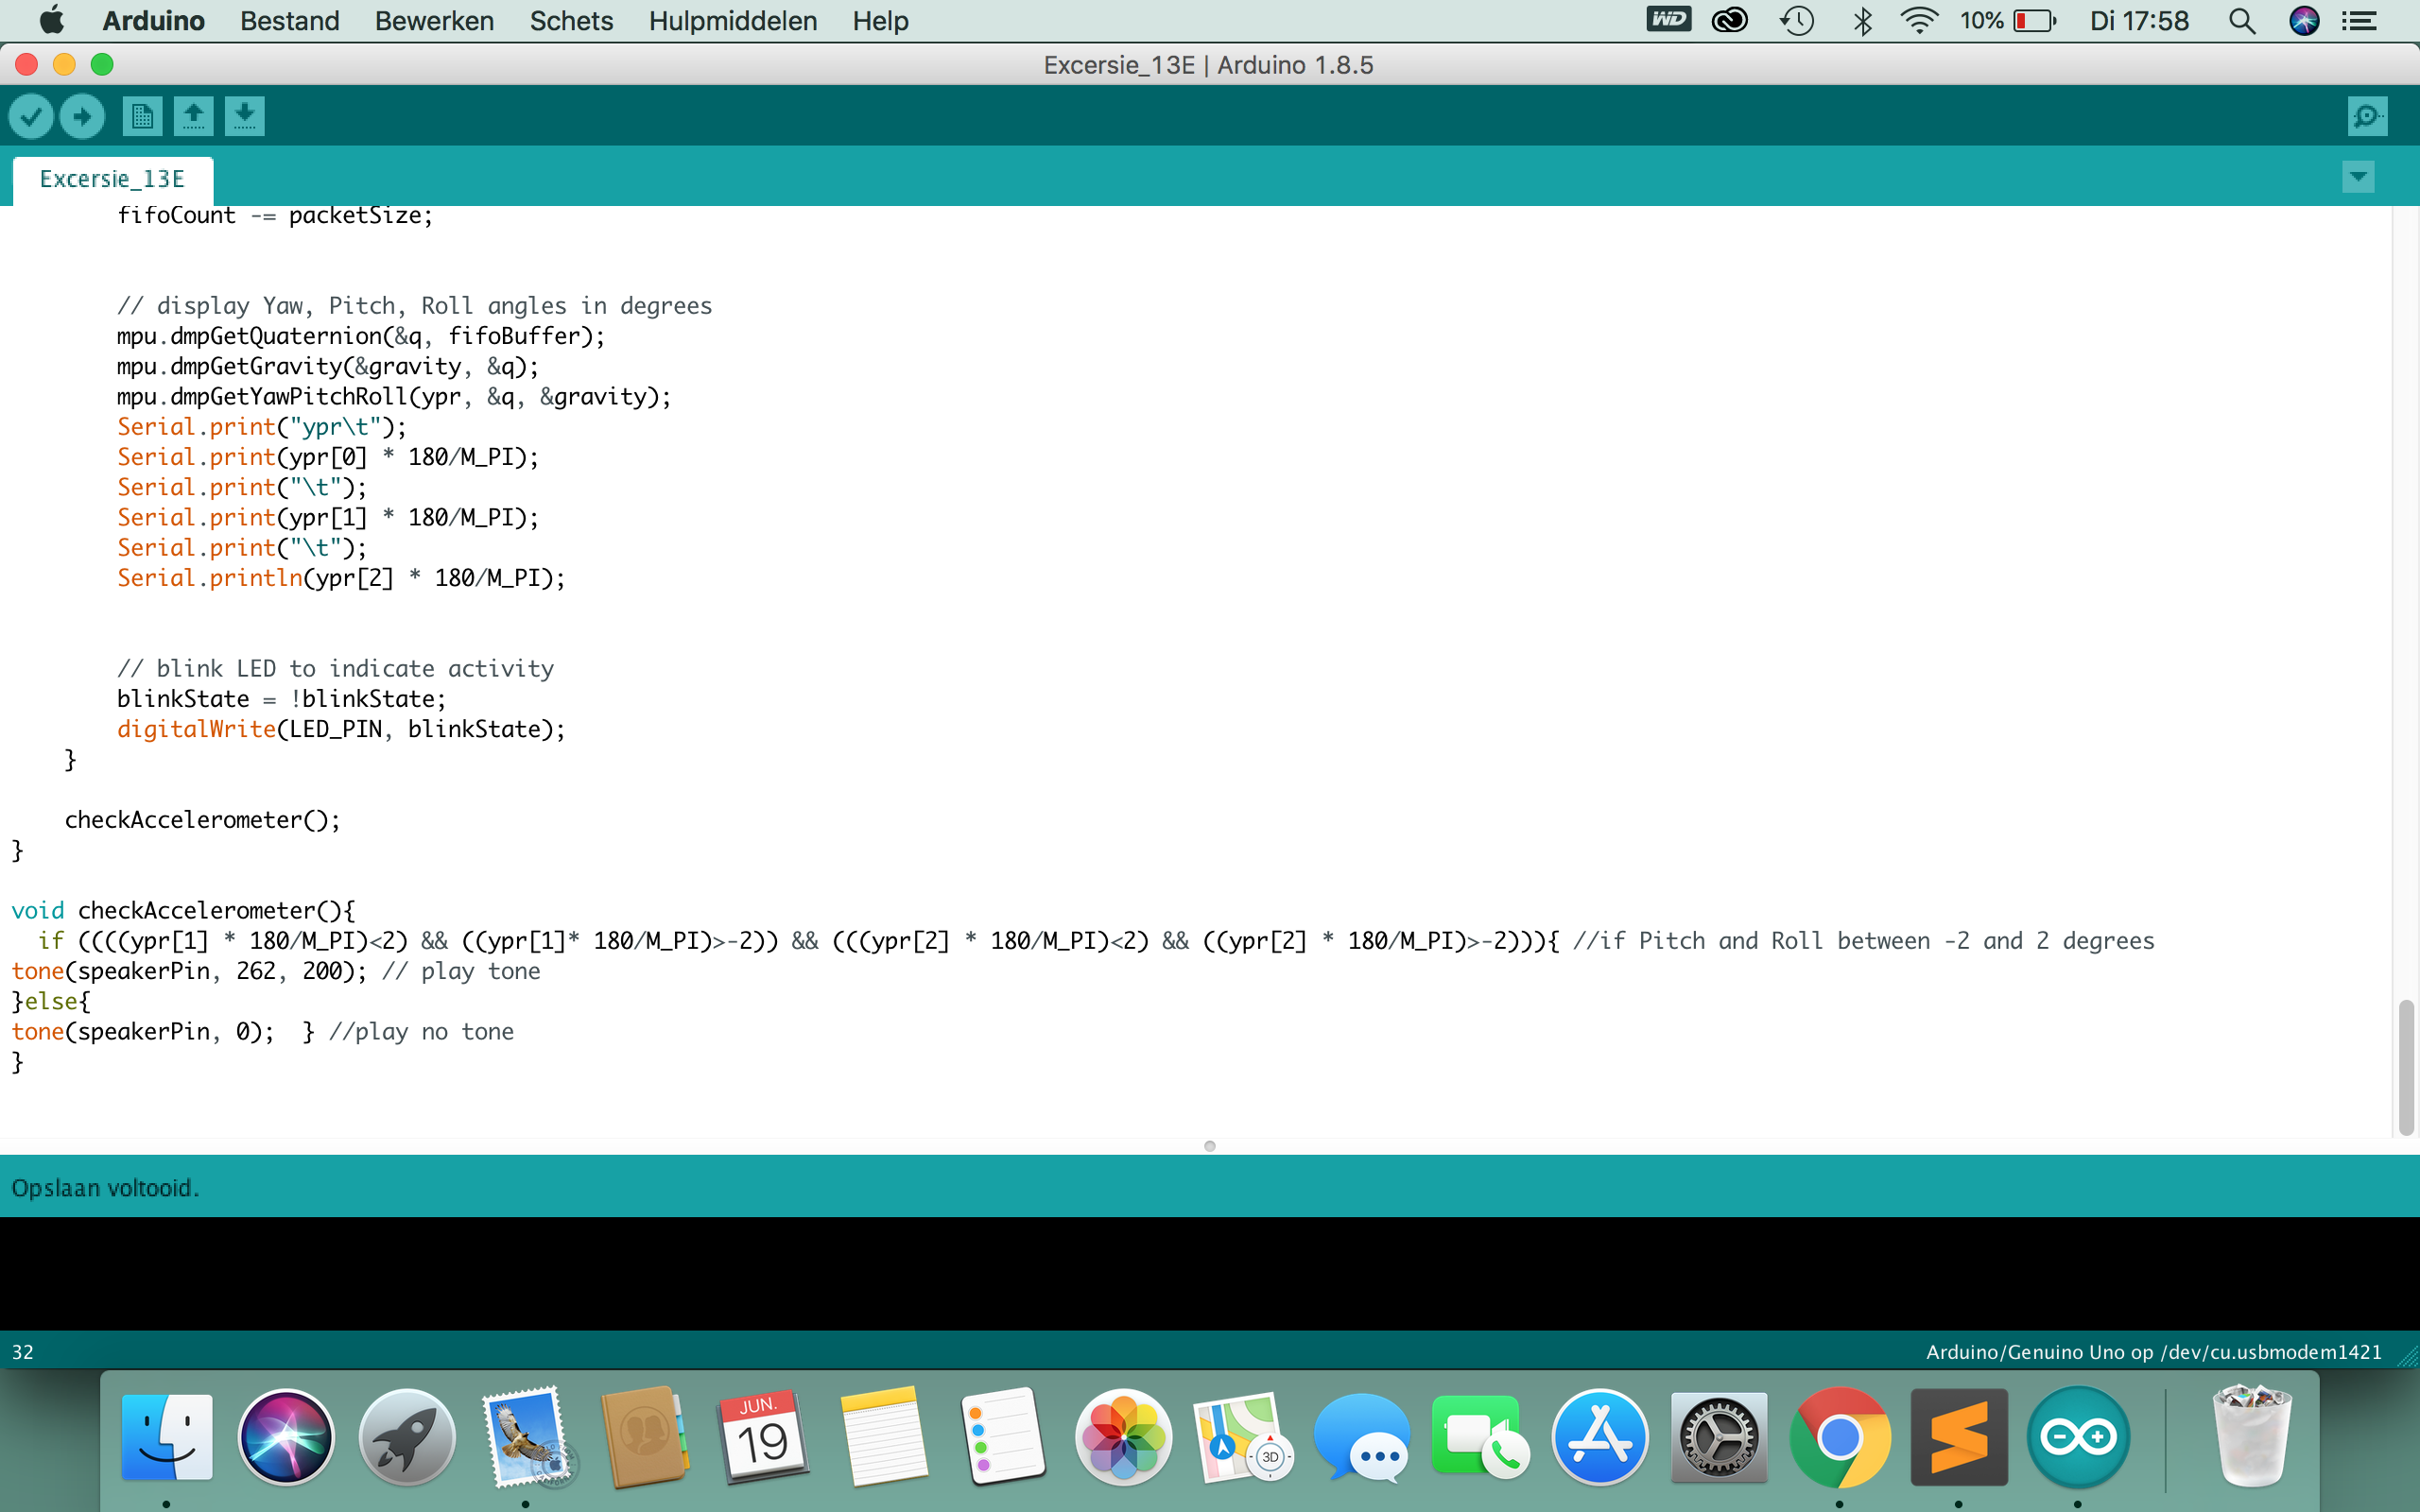 Arduino Bestand Bewerken Schets Hulpmiddelen Help WD 10% Di 17:58
Excersie_13E | Arduino 1.8.5
Excersie_13E
fifoCount -= packetSize;
// display Yaw, Pitch, Roll angles in degrees
mpu.dmpGetQuaternion(&q, fifoBuffer);
mpu.dmpGetGravity(&gravity, &q);
mpu.dmpGetYawPitchRoll(ypr, &q, &gravity);
Serial.print("ypr\t");
Serial.print(ypr[0] * 180/M_PI);
Serial.print("\t");
Serial.print(ypr[1] * 180/M_PI);
Serial.print("\t");
Serial.println(ypr[2] * 180/M_PI);
// blink LED to indicate activity
blinkState = !blinkState;
digitalWrite(LED_PIN, blinkState);
}
checkAccelerometer();
}
void checkAccelerometer(){
if ((((ypr[1] * 180/M_PI)<2) && ((ypr[1]* 180/M_PI)>-2)) && (((ypr[2] * 180/M_PI)<2) && ((ypr[2] * 180/M_PI)>-2))){ //if Pitch and Roll between -2 and 2 degrees
tone(speakerPin, 262, 200); // play tone
}else{
tone(speakerPin, 0);  } //play no tone
}
Opslaan voltooid.
32 Arduino/Genuino Uno op /dev/cu.usbmodem1421
JUN.
19
3D